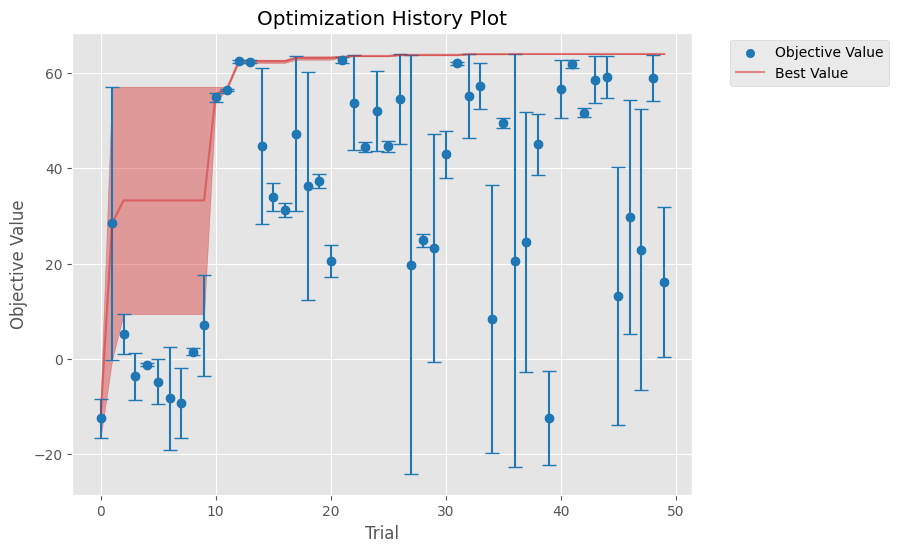 Optimization History Plot
Objective Value
Best Value
Objective Value
60
40
20
0
−20
0 10 20 30 40 50
Trial